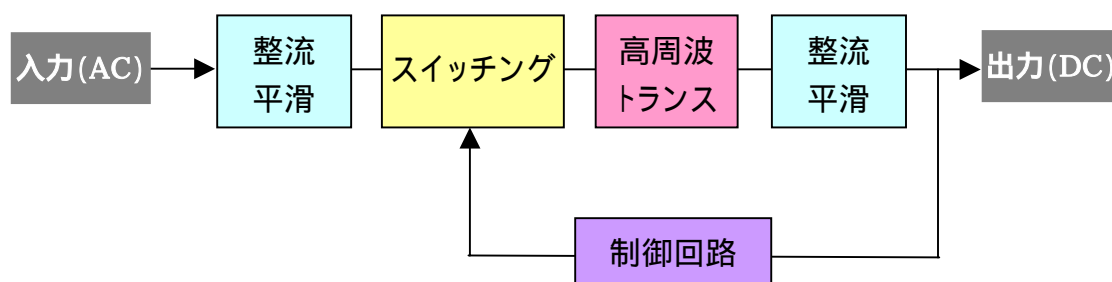 入力(AC)
整流
平滑
スイッチング
高周波
トランス
整流
平滑
出力(DC)
制御回路